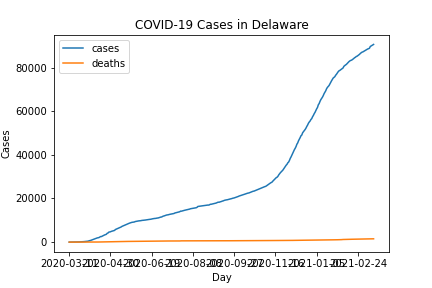 COVID-19 Cases in Delaware
cases
deaths
80000
60000
40000
20000
0
Cases
2020-03-11 2020-04-30 2020-06-19 2020-08-08 2020-09-27 2020-11-16 2021-01-05 2021-02-24
Day